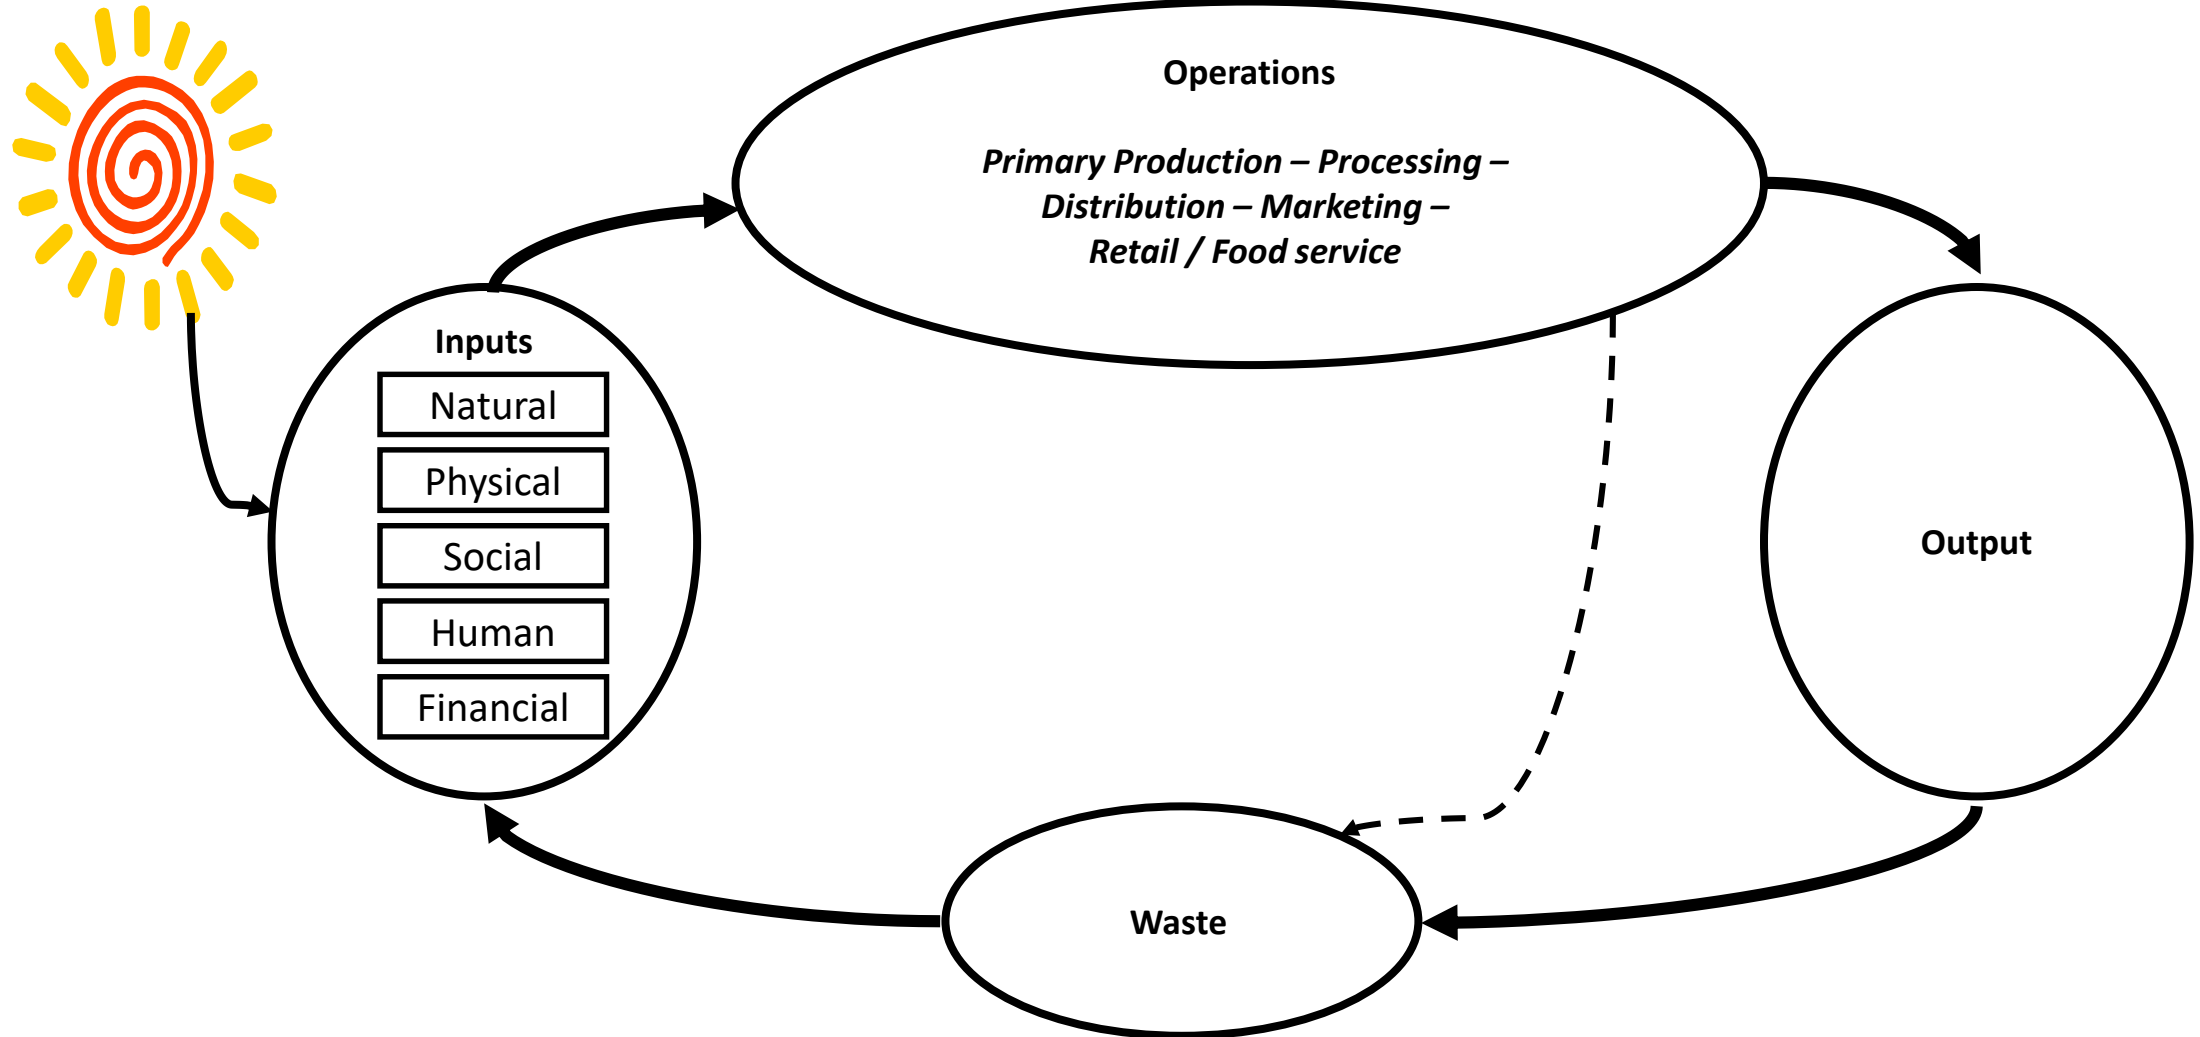 Operations
Primary Production – Processing –
Distribution – Marketing –
Retail / Food service
Inputs
Natural
Physical
Social
Human
Financial
Output
Waste